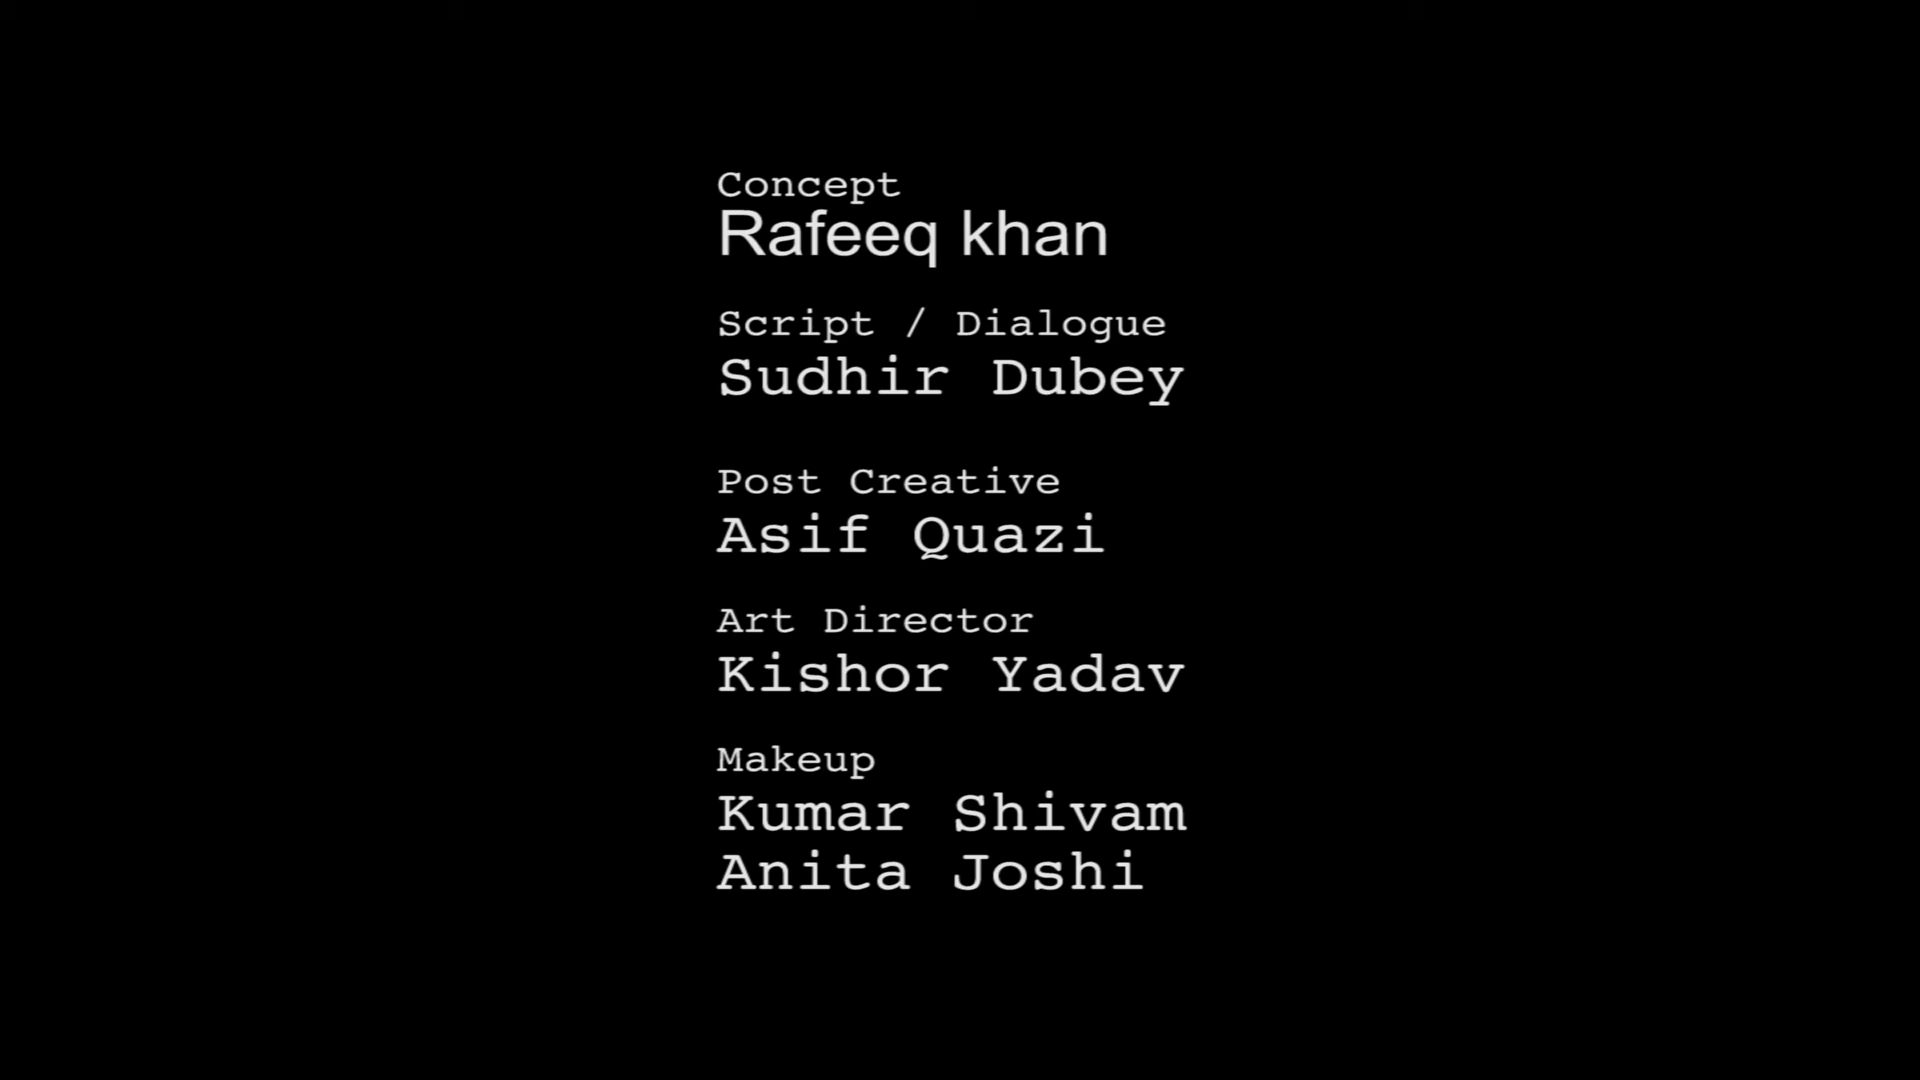 Concept
Rafeeq khan
Script / Dialogue
Sudhir Dubey
Post Creative
Asif Quazi
Art Director
Kishor Yadav
Makeup
Kumar Shivam
Anita Joshi